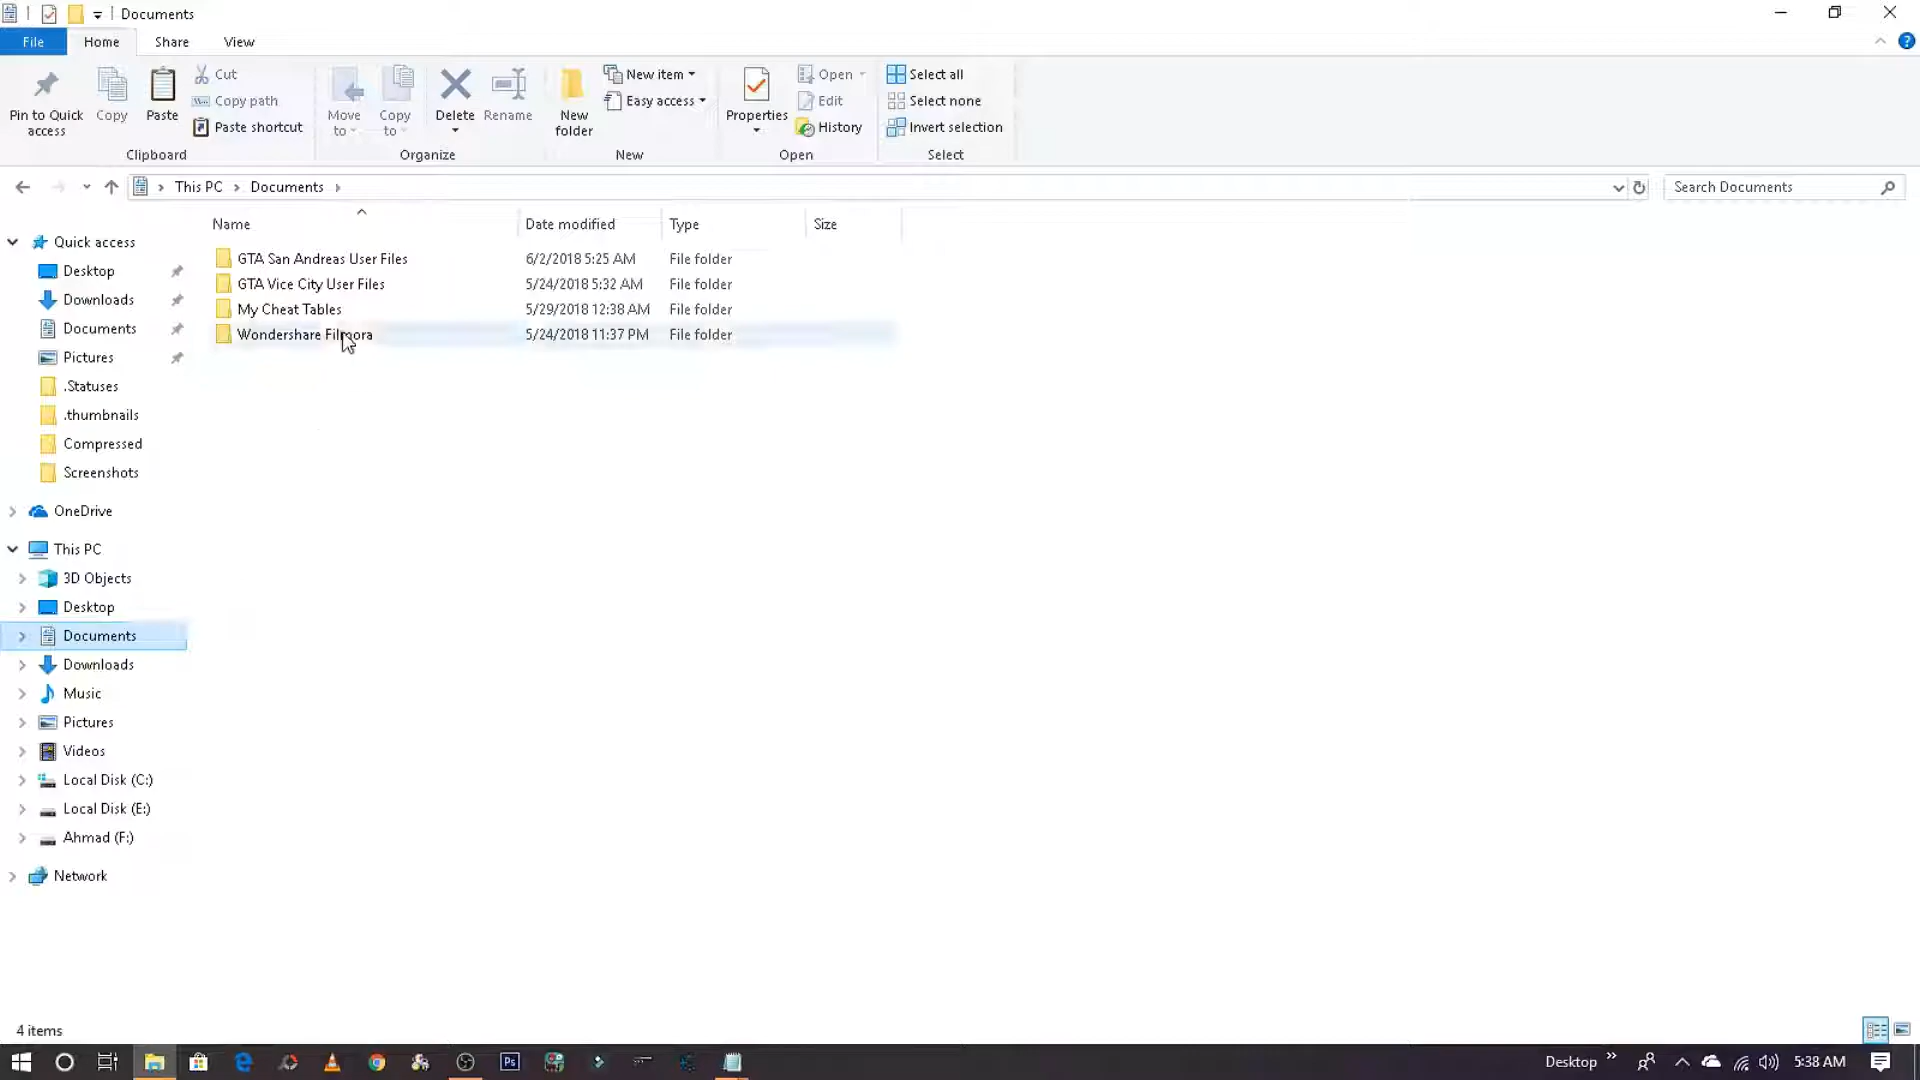 Documents
File Home Share View
Pin to Quick access
Copy
Paste
Cut
Copy path
Paste shortcut
Clipboard
Move to
Copy to
Delete
Rename
Organize
New folder
New item
Easy access
New
Properties
Open
Edit
History
Open
Select all
Select none
Invert selection
Select
This PC Documents
Search Documents
Name Date modified Type Size
GTA San Andreas User Files 6/2/2018 5:25 AM File folder
GTA Vice City User Files 5/24/2018 5:32 AM File folder
My Cheat Tables 5/29/2018 12:38 AM File folder
Wondershare Filmora 5/24/2018 11:37 PM File folder
Quick access
Desktop
Downloads
Documents
Pictures
.Statuses
.thumbnails
Compressed
Screenshots
OneDrive
This PC
3D Objects
Desktop
Documents
Downloads
Music
Pictures
Videos
Local Disk (C:)
Local Disk (E:)
Ahmad (F:)
Network
4 items
Ps
Desktop
5:38 AM